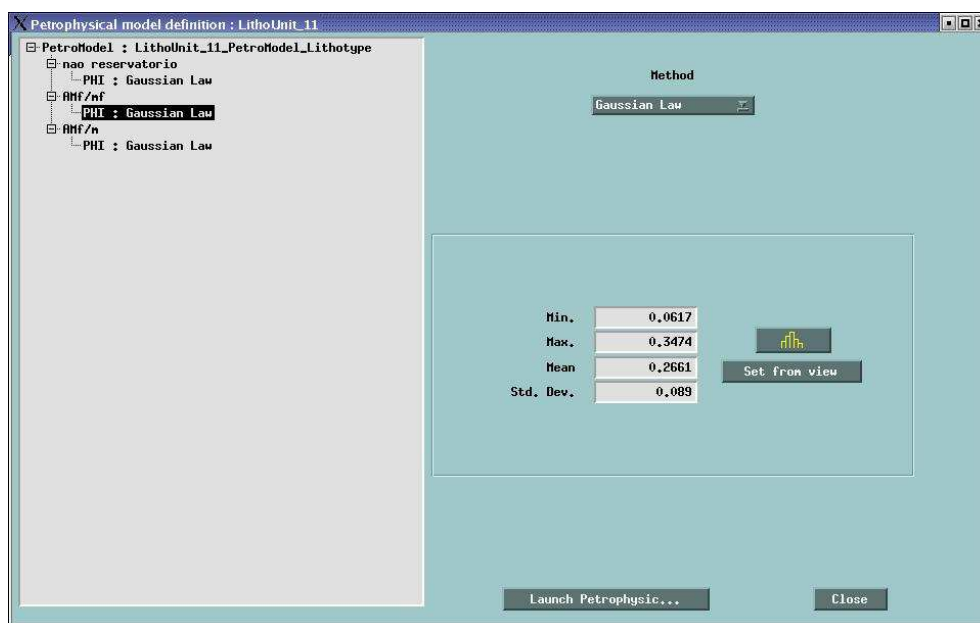 Petrophysical model definition : LithoUnit_11
PetroModel : LithoUnit_11_PetroModel_Lithotype
nao reservatorio
PHI : Gaussian Law
AMf/mf
PHI : Gaussian Law
AMf/m
PHI : Gaussian Law
Method
Gaussian Law
Min. 0.0617
Max. 0.3474
Mean 0.2661
Set from view
Std. Dev. 0.089
Launch Petrophysic...
Close